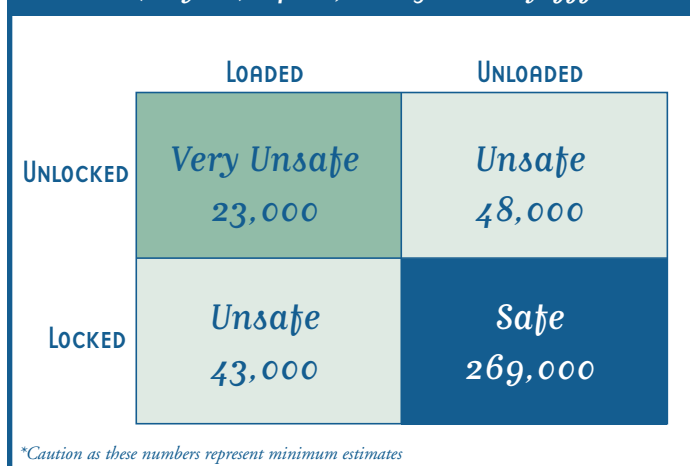 LOADED UNLOADED
UNLOCKED
Very Unsafe Unsafe
23,000 48,000
LOCKED
Unsafe Safe
43,000 269,000
*Caution as these numbers represent minimum estimates